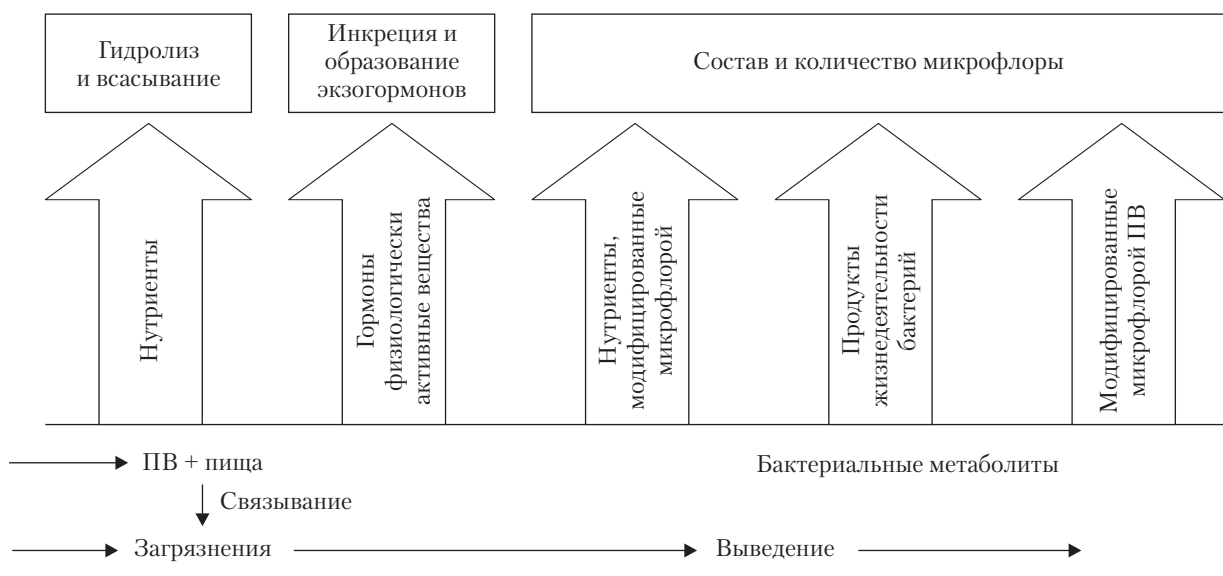 Гидролиз
и всасывание
Инкреция и
образование
экзогормонов
Состав и количество микрофлоры
Нутриенты
Гормоны
физиологически
активные вещества
Нутриенты,
модифицированные
микрофлорой
Продукты
жизнедеятельности
бактерий
Модифицированные
микрофлорой ПВ
ПВ + пища
Бактериальные метаболиты
Связывание
Загрязнения
Выведение